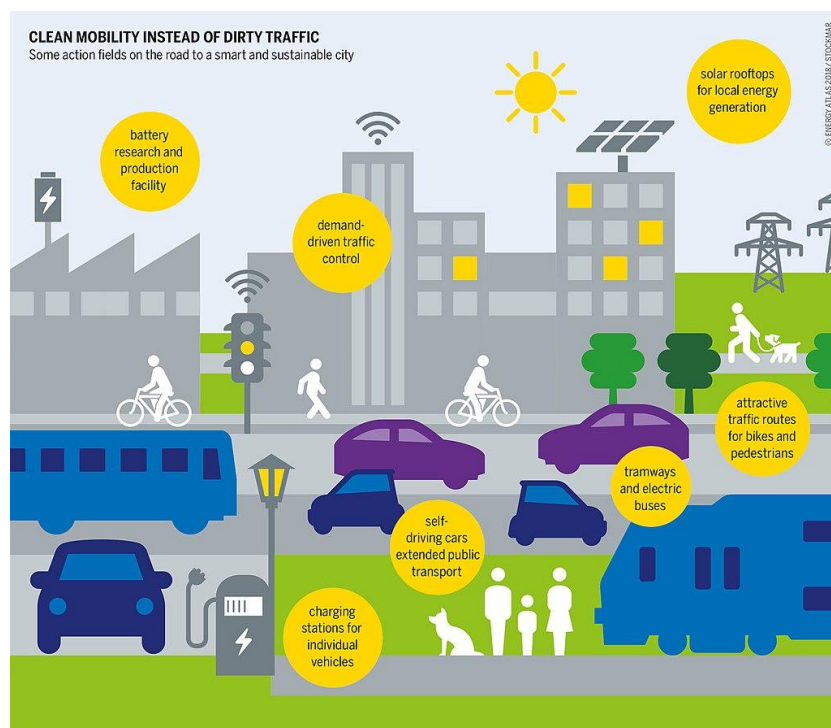 CLEAN MOBILITY INSTEAD OF DIRTY TRAFFIC
Some action fields on the road to a smart and sustainable city
© ENERGY ATLAS 2018 / STOCKMAR
solar rooftops
for local energy
generation
battery
research and
production
facility
demand-
driven traffic
control
attractive
traffic routes
for bikes and
pedestrians
tramways
and electric
buses
self-
driving cars
extended public
transport
charging
stations for
individual
vehicles